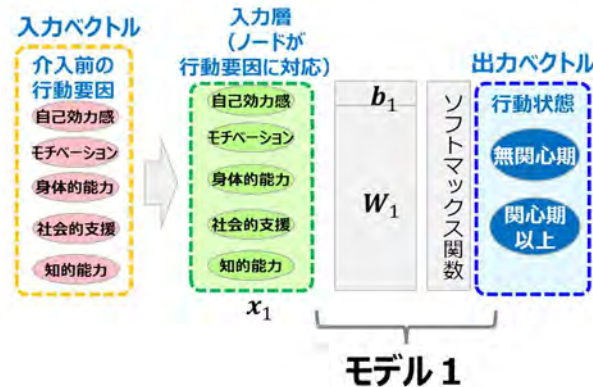 入力ベクトル
介入前の
行動要因
自己効力感
モチベーション
身体的能力
社会的支援
知的能力
入力層
(ノードが
行動要因に対応)
自己効力感
モチベーション
身体的能力
社会的支援
知的能力
x₁
b₁
W₁
ソフトマックス関数
出力ベクトル
行動状態
無関心期
関心期
以上
モデル1